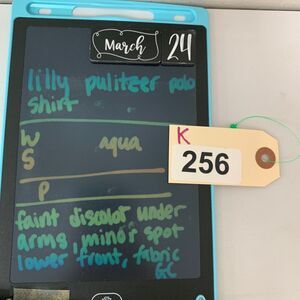 March 24
lilly pulitzer polo
shirt
W aqua
S
P
K
256
faint discolor under
arms minor spot
lower front, fabric
GC